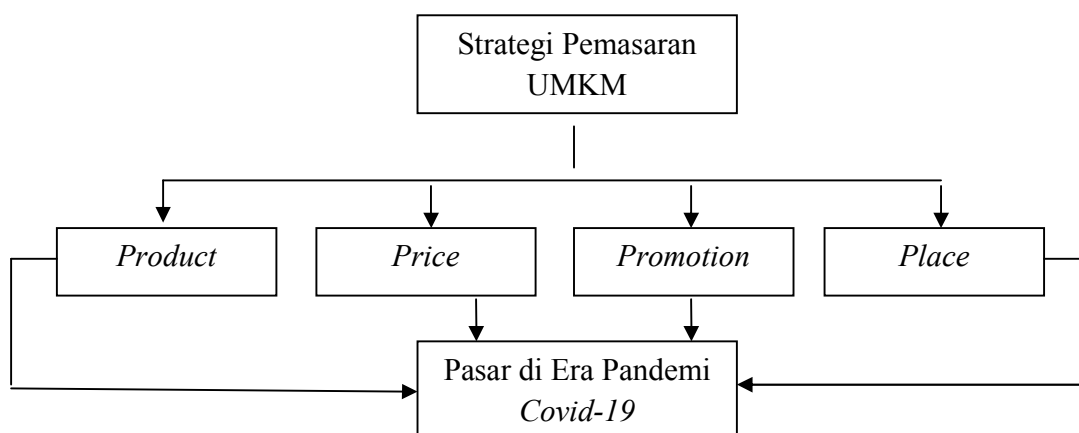 Strategi Pemasaran
UMKM
Product
Price
Promotion
Place
Pasar di Era Pandemi
Covid-19